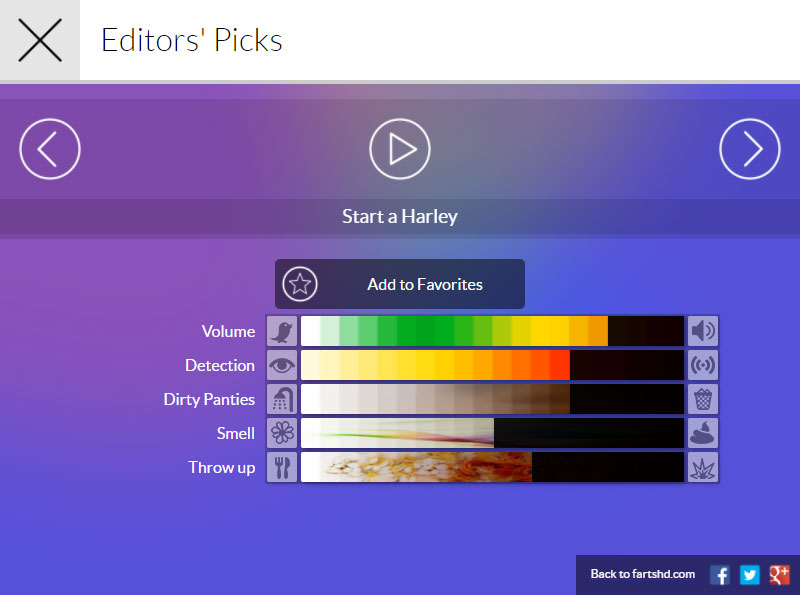 Editors' Picks
Start a Harley
Add to Favorites
Volume
Detection
Dirty Panties
Smell
Throw up
Back to fartshd.com